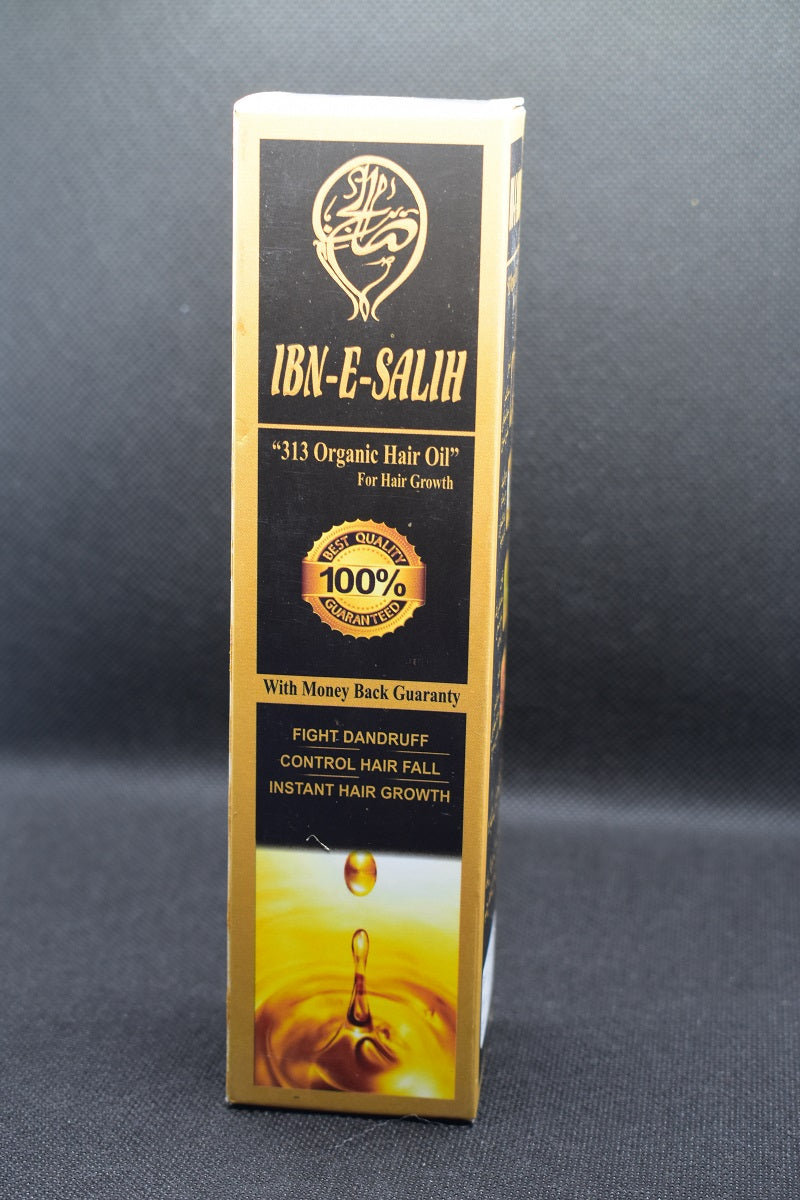 IBN-E-SALIH
“313 Organic Hair Oil”
For Hair Growth
BEST QUALITY
100%
GUARANTEED
With Money Back Guaranty
FIGHT DANDRUFF
CONTROL HAIR FALL
INSTANT HAIR GROWTH